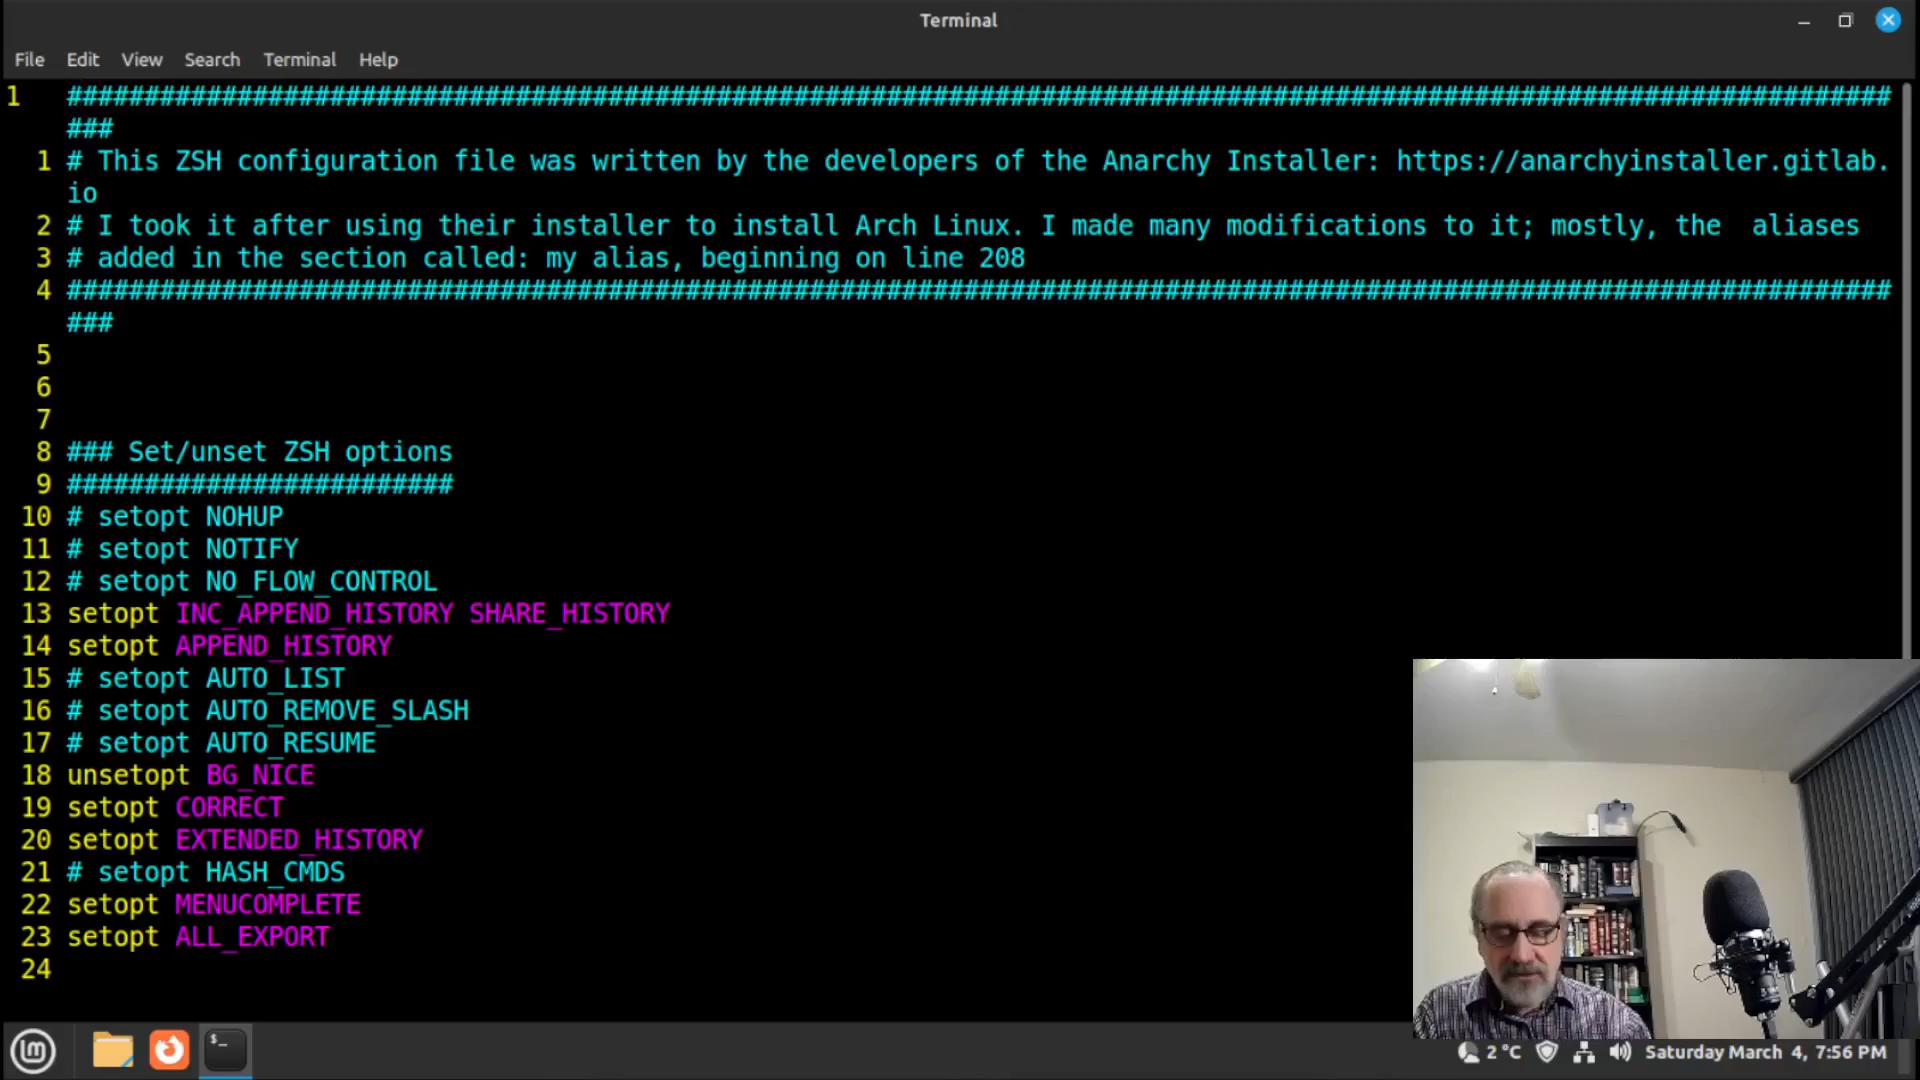 Terminal
File Edit View Search Terminal Help
1 ######################################################################################################################
###
1 # This ZSH configuration file was written by the developers of the Anarchy Installer: https://anarchyinstaller.gitlab.
io
2 # I took it after using their installer to install Arch Linux. I made many modifications to it; mostly, the  aliases
3 # added in the section called: my alias, beginning on line 208
4 ######################################################################################################################
###
5
6
7
8 ### Set/unset ZSH options
9 #########################
10 # setopt NOHUP
11 # setopt NOTIFY
12 # setopt NO_FLOW_CONTROL
13 setopt INC_APPEND_HISTORY SHARE_HISTORY
14 setopt APPEND_HISTORY
15 # setopt AUTO_LIST
16 # setopt AUTO_REMOVE_SLASH
17 # setopt AUTO_RESUME
18 unsetopt BG_NICE
19 setopt CORRECT
20 setopt EXTENDED_HISTORY
21 # setopt HASH_CMDS
22 setopt MENUCOMPLETE
23 setopt ALL_EXPORT
24
lm $_ 2 °C Saturday March 4, 7:56 PM